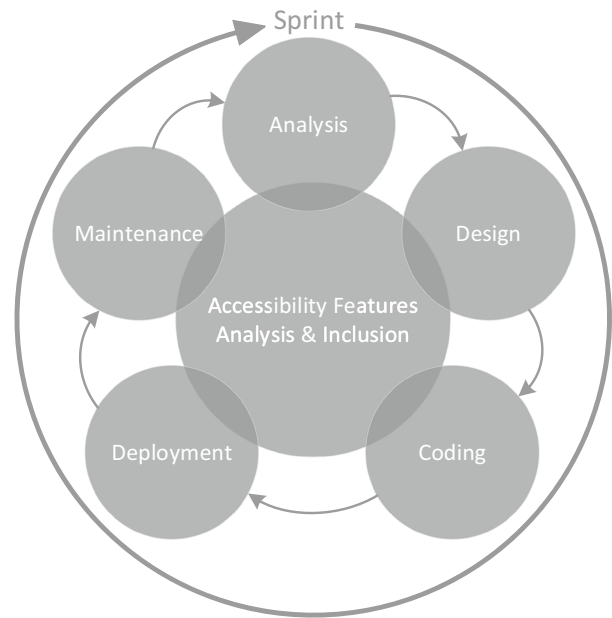 Sprint
Analysis
Maintenance
Design
Accessibility Features
Analysis & Inclusion
Deployment
Coding